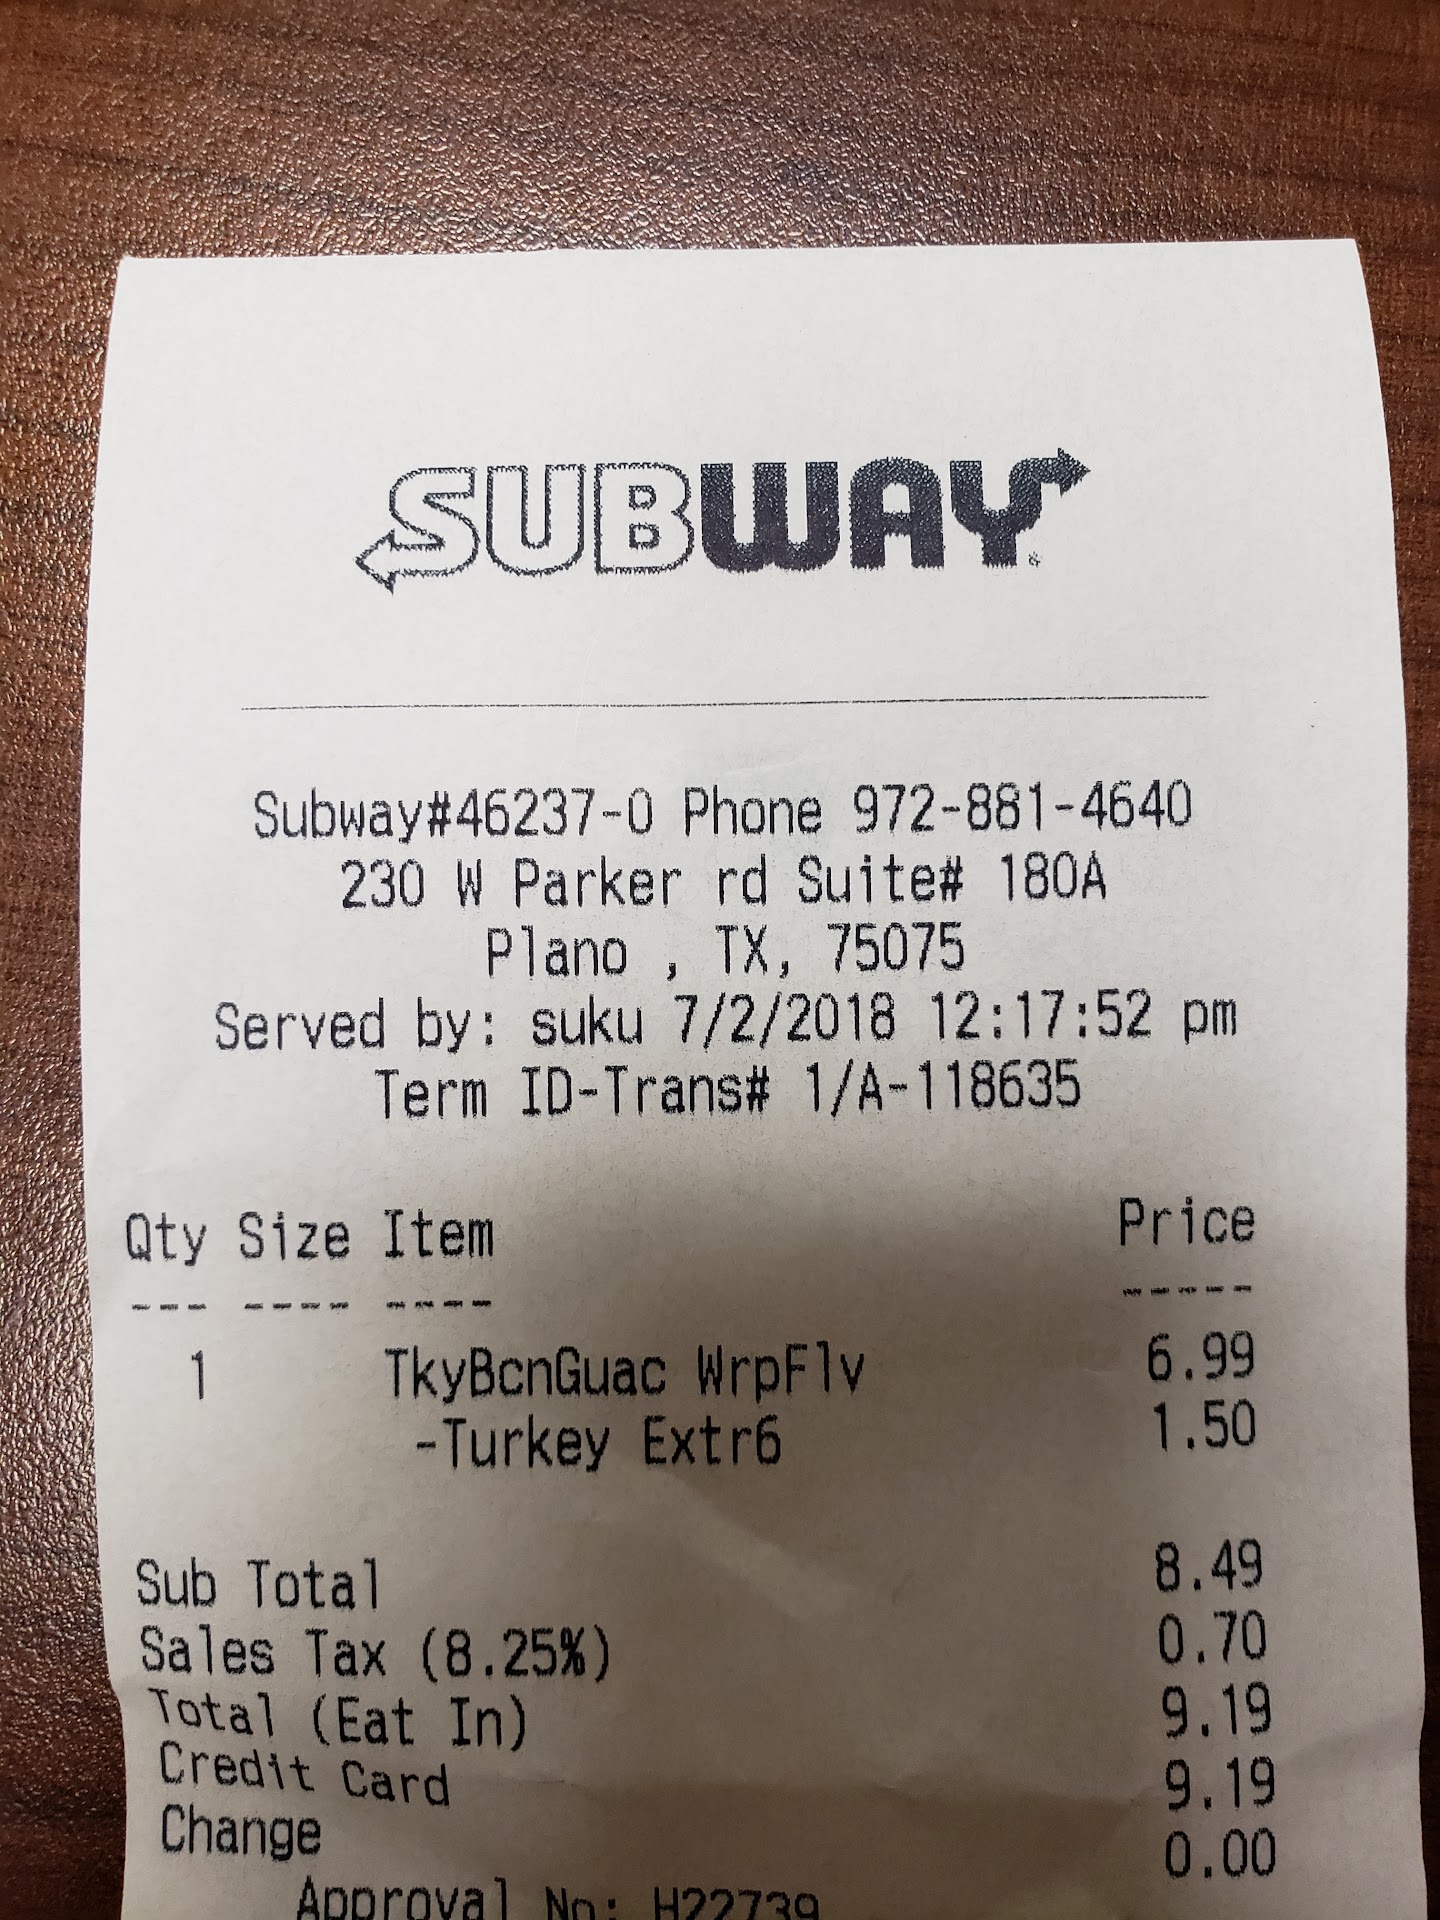 SUBWAY
Subway#46237-0 Phone 972-881-4640
230 W Parker rd Suite# 180A
Plano , TX, 75075
Served by: suku 7/2/2018 12:17:52 pm
Term ID-Trans# 1/A-118635
Qty Size Item Price
--- ---- ---- -----
1 TkyBcnGuac WrpFlv 6.99
-Turkey Extr6 1.50
Sub Total 8.49
Sales Tax (8.25%) 0.70
Total (Eat In) 9.19
Credit Card 9.19
Change 0.00
Approval No: H22739